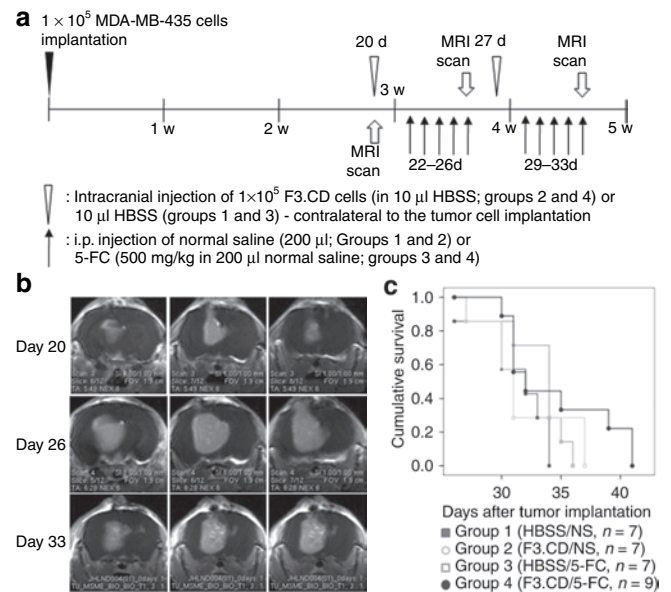 a
1 × 10⁵ MDA-MB-435 cells
implantation
20 d
MRI
scan
27 d
MRI
scan
3 w
1 w
2 w
4 w
5 w
MRI
scan
22–26d
29–33d
: Intracranial injection of 1×10⁵ F3.CD cells (in 10 µl HBSS; groups 2 and 4) or
10 µl HBSS (groups 1 and 3) - contralateral to the tumor cell implantation
: i.p. injection of normal saline (200 µl; Groups 1 and 2) or
5-FC (500 mg/kg in 200 µl normal saline; groups 3 and 4)
b
Day 20
Day 26
Day 33
c
Cumulative survival
1.0
0.8
0.6
0.4
0.2
0.0
30
35
40
Days after tumor implantation
Group 1 (HBSS/NS, n = 7)
Group 2 (F3.CD/NS, n = 7)
Group 3 (HBSS/5-FC, n = 7)
Group 4 (F3.CD/5-FC, n = 9)